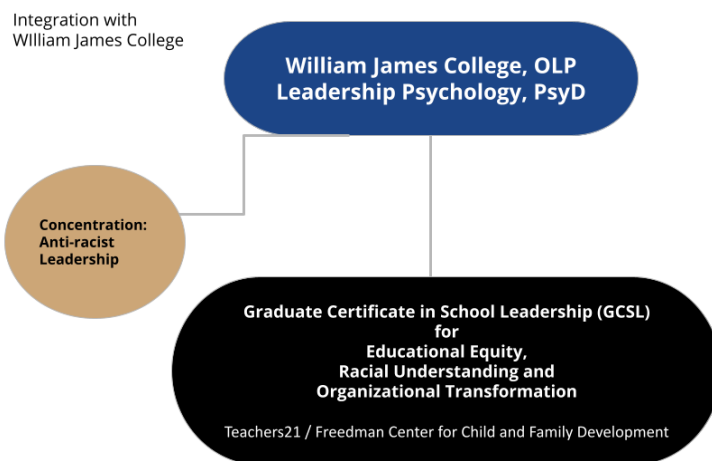 Integration with
WIlliam James College
William James College, OLP
Leadership Psychology, PsyD
Concentration:
Anti-racist
Leadership
Graduate Certificate in School Leadership (GCSL)
for
Educational Equity,
Racial Understanding and
Organizational Transformation
Teachers21 / Freedman Center for Child and Family Development